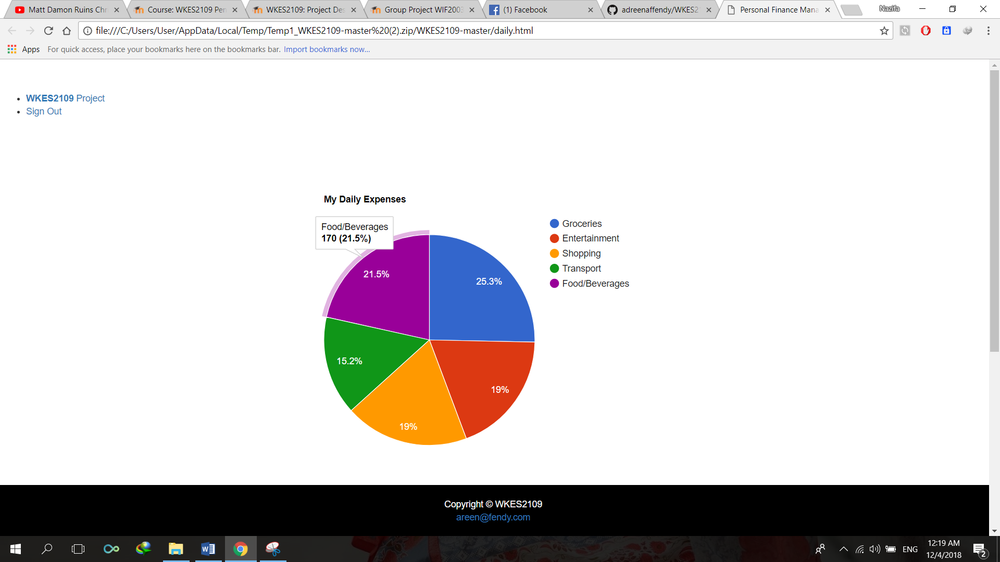 Matt Damon Ruins Chr
Course: WKES2109 Pen
WKES2109: Project Des
Group Project WIF2003
(1) Facebook
adreenaffendy/WKES21
Personal Finance Mana
Nazifa
file:///C:/Users/User/AppData/Local/Temp/Temp1_WKES2109-master%20(2).zip/WKES2109-master/daily.html
Apps For quick access, place your bookmarks here on the bookmarks bar. Import bookmarks now...
WKES2109 Project
Sign Out
My Daily Expenses
Food/Beverages
170 (21.5%)
21.5%
25.3%
15.2%
19%
19%
Groceries
Entertainment
Shopping
Transport
Food/Beverages
Copyright © WKES2109
areen@fendy.com
ENG
12:19 AM
12/4/2018
2